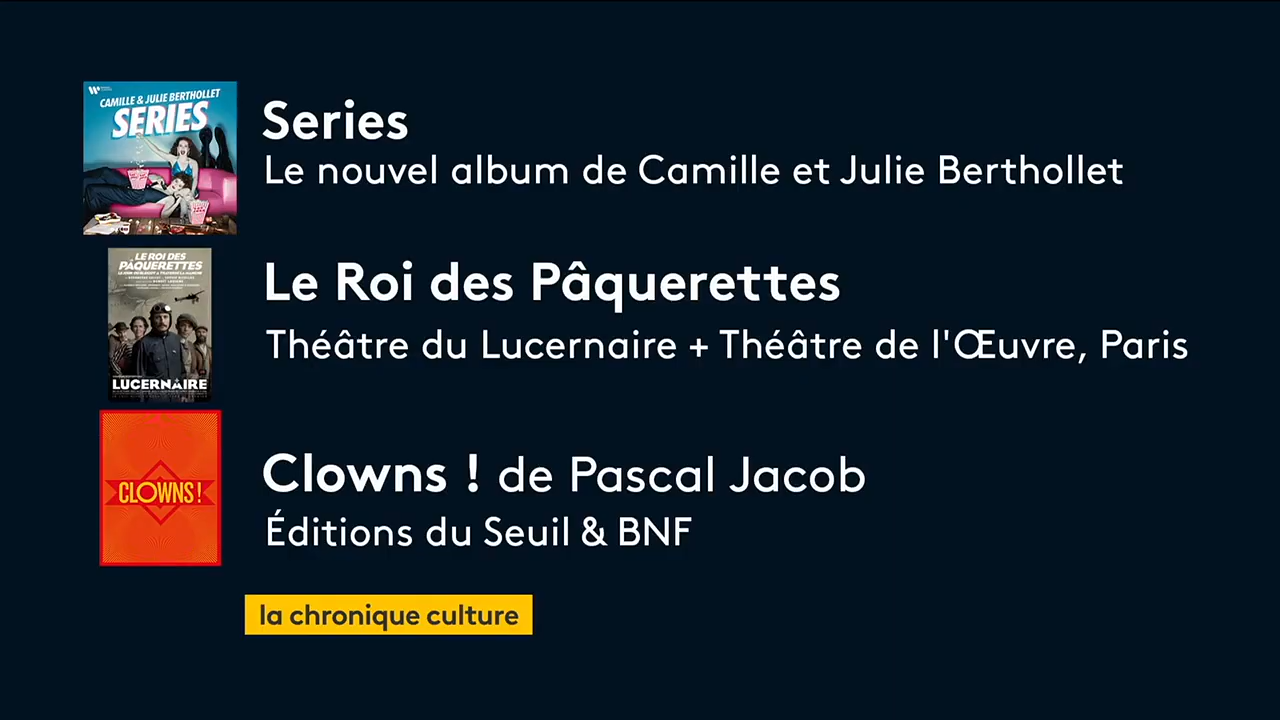 CAMILLE & JULIE BERTHOLLET
SERIES
Series
Le nouvel album de Camille et Julie Berthollet
LE ROI DES
PÂQUERETTES
LUCERNAIRE
Le Roi des Pâquerettes
Théâtre du Lucernaire + Théâtre de l'Œuvre, Paris
CLOWNS !
Clowns ! de Pascal Jacob
Éditions du Seuil & BNF
la chronique culture